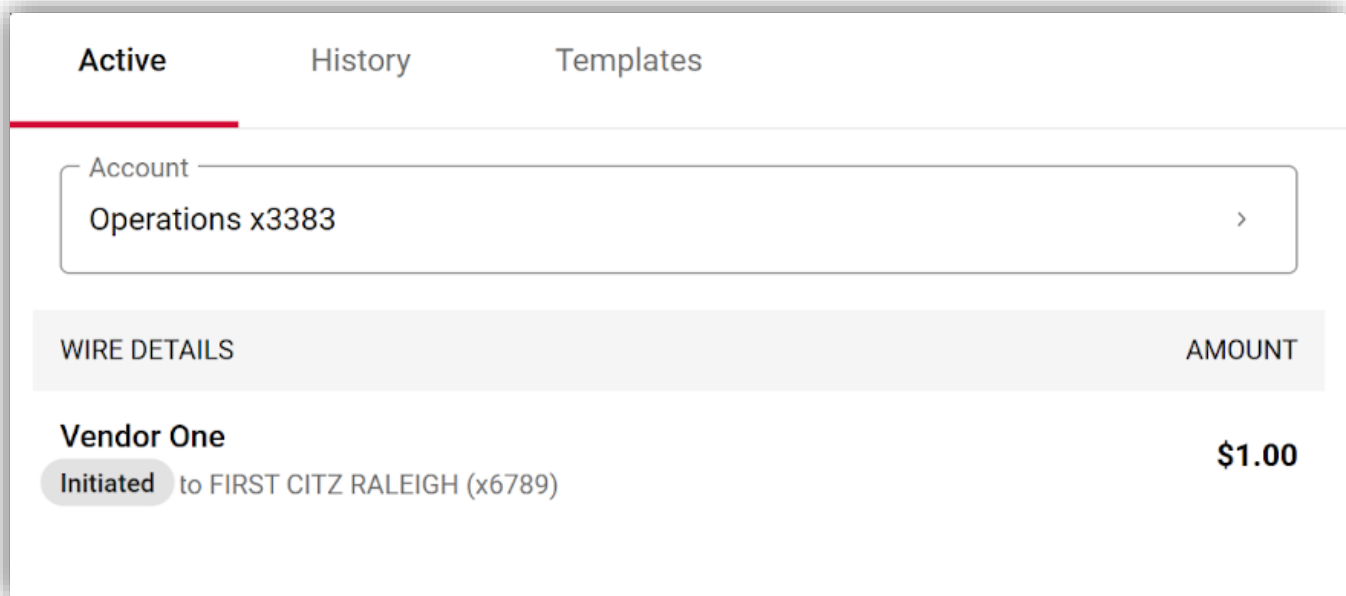 Active History Templates
Account
Operations x3383
WIRE DETAILS AMOUNT
Vendor One
$1.00
Initiated to FIRST CITZ RALEIGH (x6789)